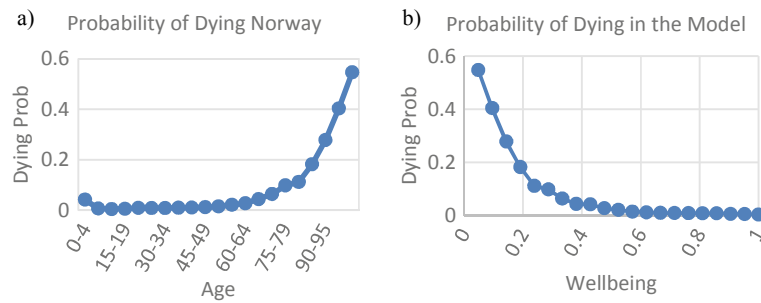 a)
Probability of Dying Norway
0.6
0.4
0.2
0
Dying Prob
0-4
15-19
30-34
45-49
60-64
75-79
90-95
Age
b)
Probability of Dying in the Model
0.6
0.4
0.2
0
Dying Prob
0
0.2
0.4
0.6
0.8
1
Wellbeing